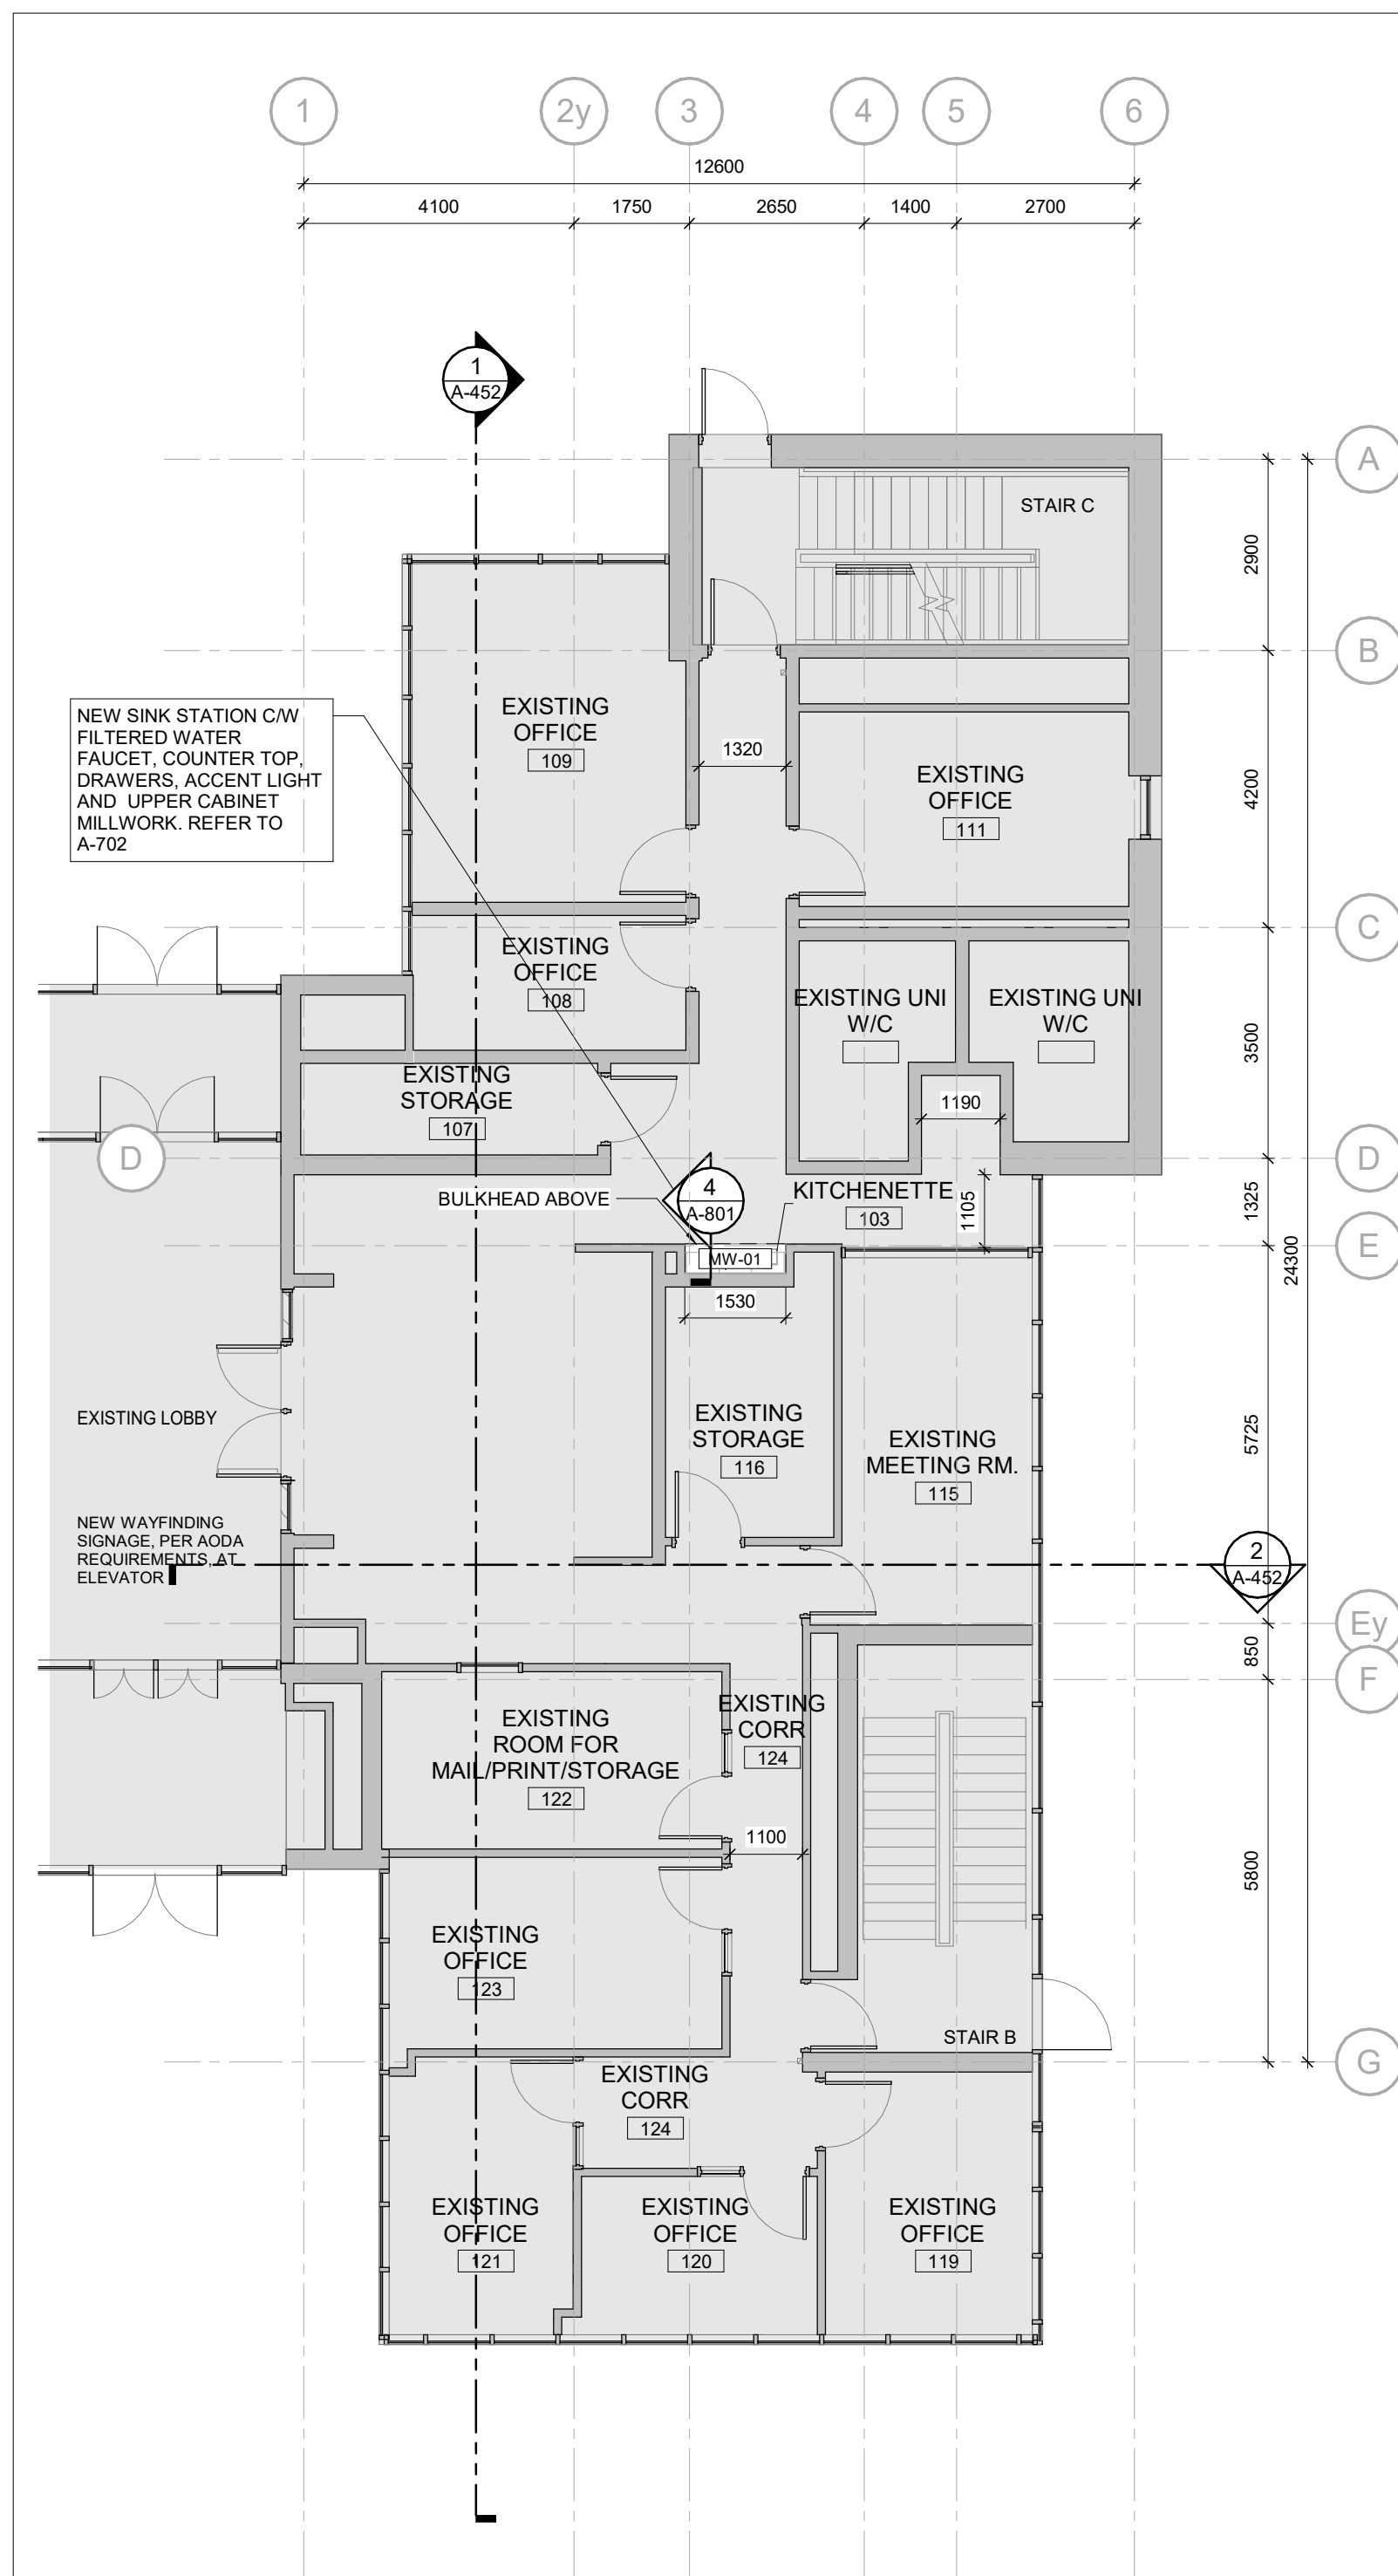 1
2y
3
4
5
6
12600
4100
1750
2650
1400
2700
1
A-452
A
STAIR C
2900
B
NEW SINK STATION C/W
FILTERED WATER
FAUCET, COUNTER TOP,
DRAWERS, ACCENT LIGHT
AND UPPER CABINET
MILLWORK. REFER TO
A-702
EXISTING
OFFICE
109
1320
EXISTING
OFFICE
111
4200
C
EXISTING
OFFICE
108
EXISTING UNI
W/C
EXISTING UNI
W/C
3500
EXISTING
STORAGE
107
1190
D
D
BULKHEAD ABOVE
4
A-801
KITCHENETTE
103
1105
1325
E
24300
MW-01
1530
EXISTING LOBBY
EXISTING
STORAGE
116
EXISTING
MEETING RM.
115
5725
NEW WAYFINDING
SIGNAGE, PER AODA
REQUIREMENTS, AT
ELEVATOR
2
A-452
Ey
850
F
EXISTING
ROOM FOR
MAIL/PRINT/STORAGE
122
EXISTING
CORR
124
1100
5800
EXISTING
OFFICE
123
STAIR B
G
EXISTING
CORR
124
EXISTING
OFFICE
121
EXISTING
OFFICE
120
EXISTING
OFFICE
119